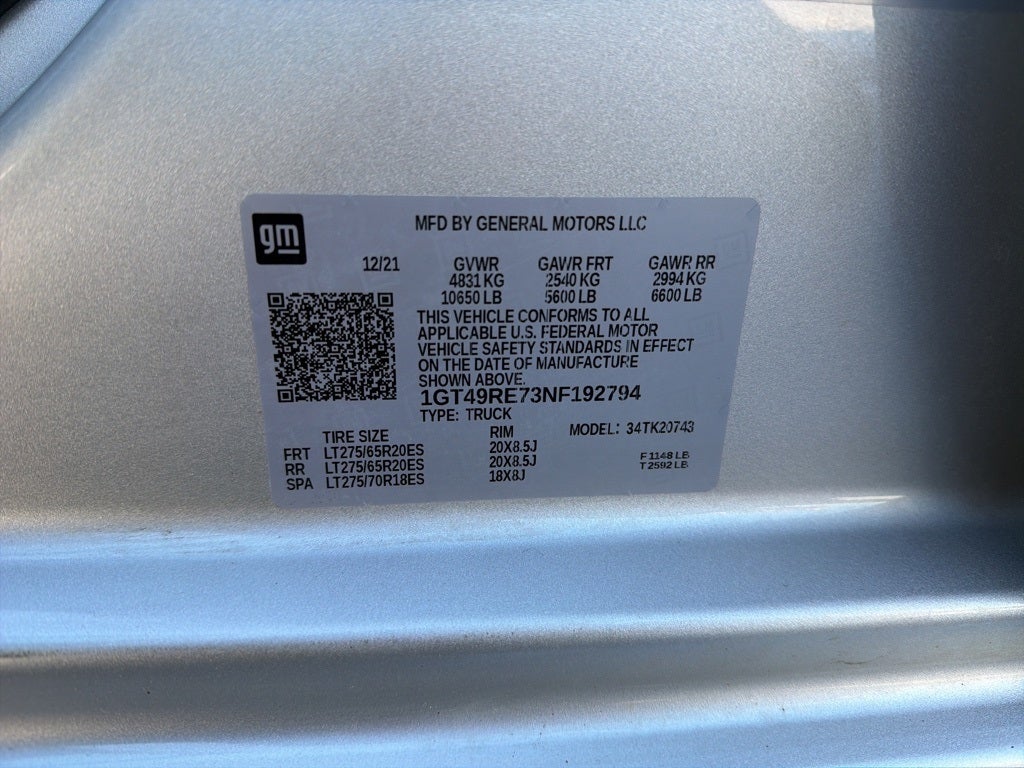 gm
MFD BY GENERAL MOTORS LLC
12/21 GVWR GAWR FRT GAWR RR
4831 KG 2540 KG 2994 KG
10650 LB 5600 LB 6600 LB
THIS VEHICLE CONFORMS TO ALL
APPLICABLE U.S. FEDERAL MOTOR
VEHICLE SAFETY STANDARDS IN EFFECT
ON THE DATE OF MANUFACTURE
SHOWN ABOVE.
1GT49RE73NF192794
TYPE: TRUCK
TIRE SIZE RIM MODEL: 34TK20743
FRT LT275/65R20ES 20X8.5J
RR LT275/65R20ES 20X8.5J
SPA LT275/70R18ES 18X8J
F 1148 LB
T 2592 LB